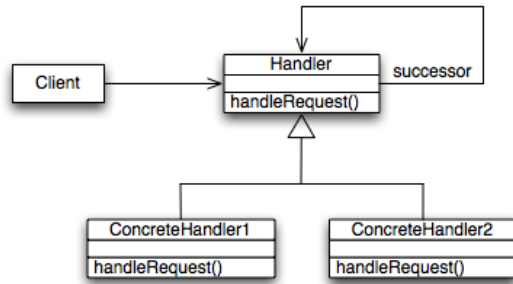 Handler
successor
Client
handleRequest()
ConcreteHandler1
ConcreteHandler2
handleRequest()
handleRequest()